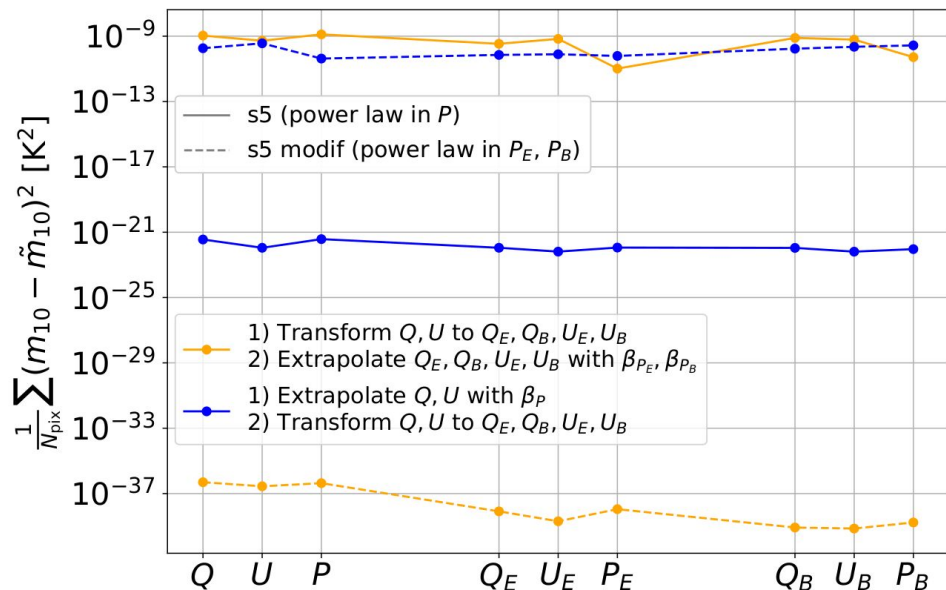 10⁻⁹
10⁻¹³
10⁻¹⁷
10⁻²¹
10⁻²⁵
10⁻²⁹
10⁻³³
10⁻³⁷
1/N_pix ∑(m₁₀ − m̃₁₀)² [K²]
s5 (power law in P)
s5 modif (power law in P_E, P_B)
1) Transform Q, U to Q_E, Q_B, U_E, U_B
2) Extrapolate Q_E, Q_B, U_E, U_B with β_{P_E}, β_{P_B}
1) Extrapolate Q, U with β_P
2) Transform Q, U to Q_E, Q_B, U_E, U_B
Q U P Q_E U_E P_E Q_B U_B P_B